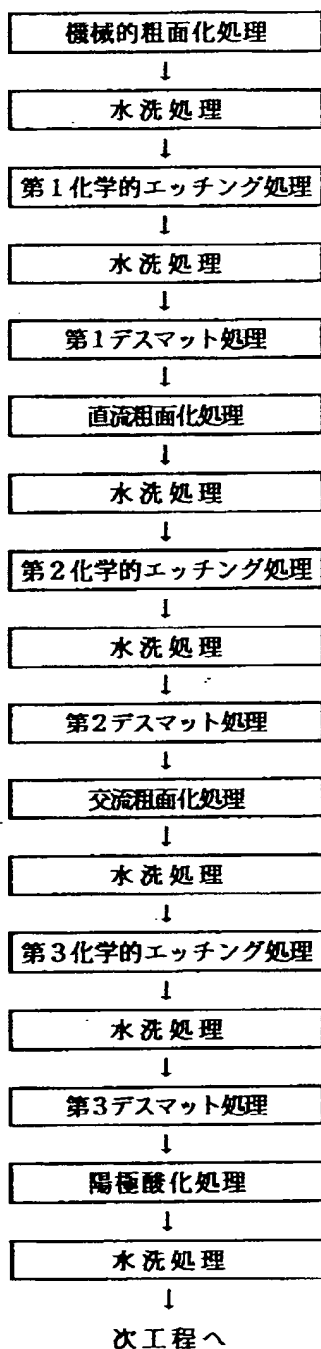 機械的粗面化処理
↓
水洗処理
↓
第1化学的エッチング処理
↓
水洗処理
↓
第1デスマット処理
↓
直流粗面化処理
↓
水洗処理
↓
第2化学的エッチング処理
↓
水洗処理
↓
第2デスマット処理
↓
交流粗面化処理
↓
水洗処理
↓
第3化学的エッチング処理
↓
水洗処理
↓
第3デスマット処理
↓
陽極酸化処理
↓
水洗処理
↓
次工程へ